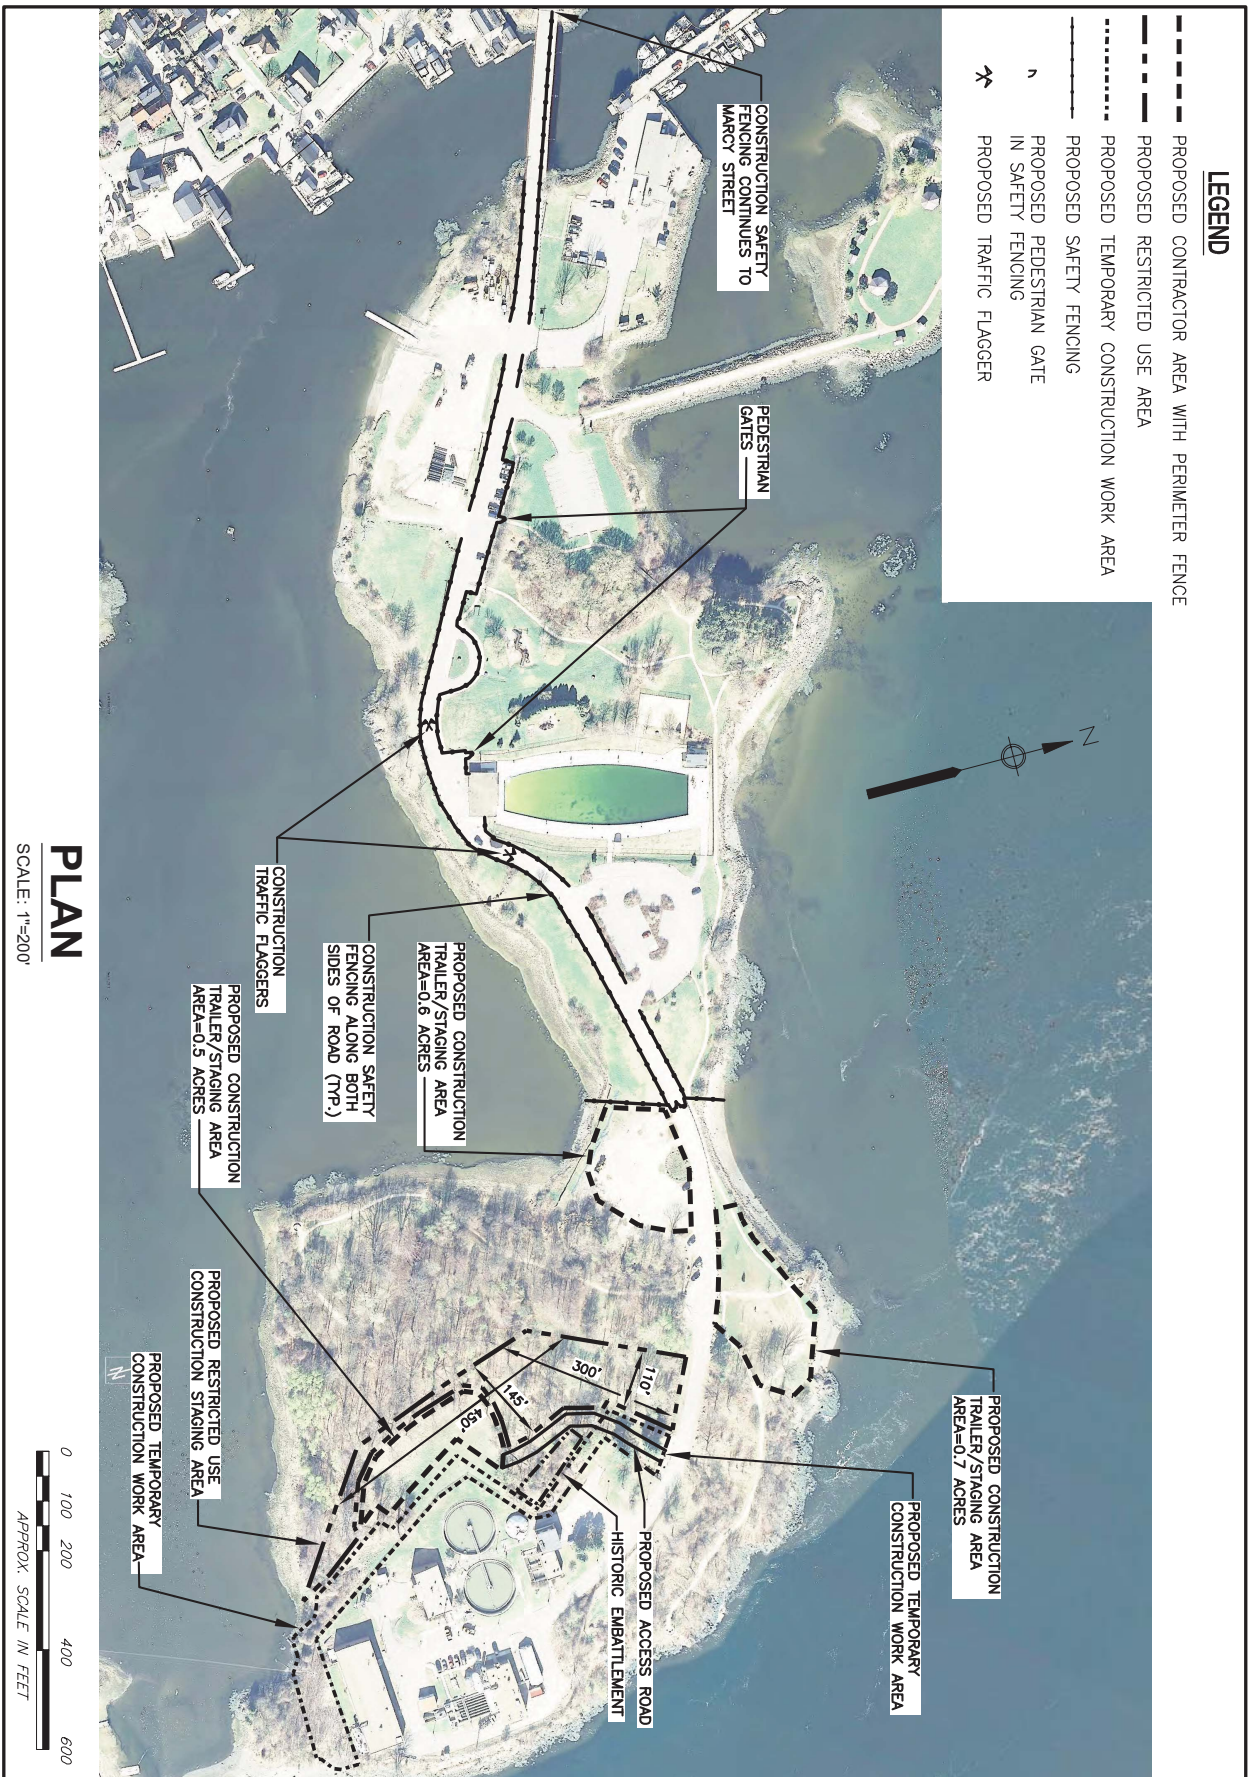 LEGEND
PROPOSED CONTRACTOR AREA WITH PERIMETER FENCE
PROPOSED RESTRICTED USE AREA
PROPOSED TEMPORARY CONSTRUCTION WORK AREA
PROPOSED SAFETY FENCING
PROPOSED PEDESTRIAN GATE
IN SAFETY FENCING
PROPOSED TRAFFIC FLAGGER
CONSTRUCTION SAFETY
FENCING CONTINUES TO
MARCY STREET
PEDESTRIAN
GATES
N
CONSTRUCTION
TRAFFIC FLAGGERS
CONSTRUCTION SAFETY
FENCING ALONG BOTH
SIDES OF ROAD (TYP.)
PROPOSED CONSTRUCTION
TRAILER/STAGING AREA
AREA=0.6 ACRES
PROPOSED CONSTRUCTION
TRAILER/STAGING AREA
AREA=0.5 ACRES
PROPOSED CONSTRUCTION
TRAILER/STAGING AREA
AREA=0.7 ACRES
PROPOSED TEMPORARY
CONSTRUCTION WORK AREA
PROPOSED ACCESS ROAD
HISTORIC EMBATTLEMENT
110'
300'
145'
450'
PROPOSED RESTRICTED USE
CONSTRUCTION STAGING AREA
PROPOSED TEMPORARY
CONSTRUCTION WORK AREA
N
PLAN
SCALE: 1"=200'
0 100 200 400 600
APPROX. SCALE IN FEET